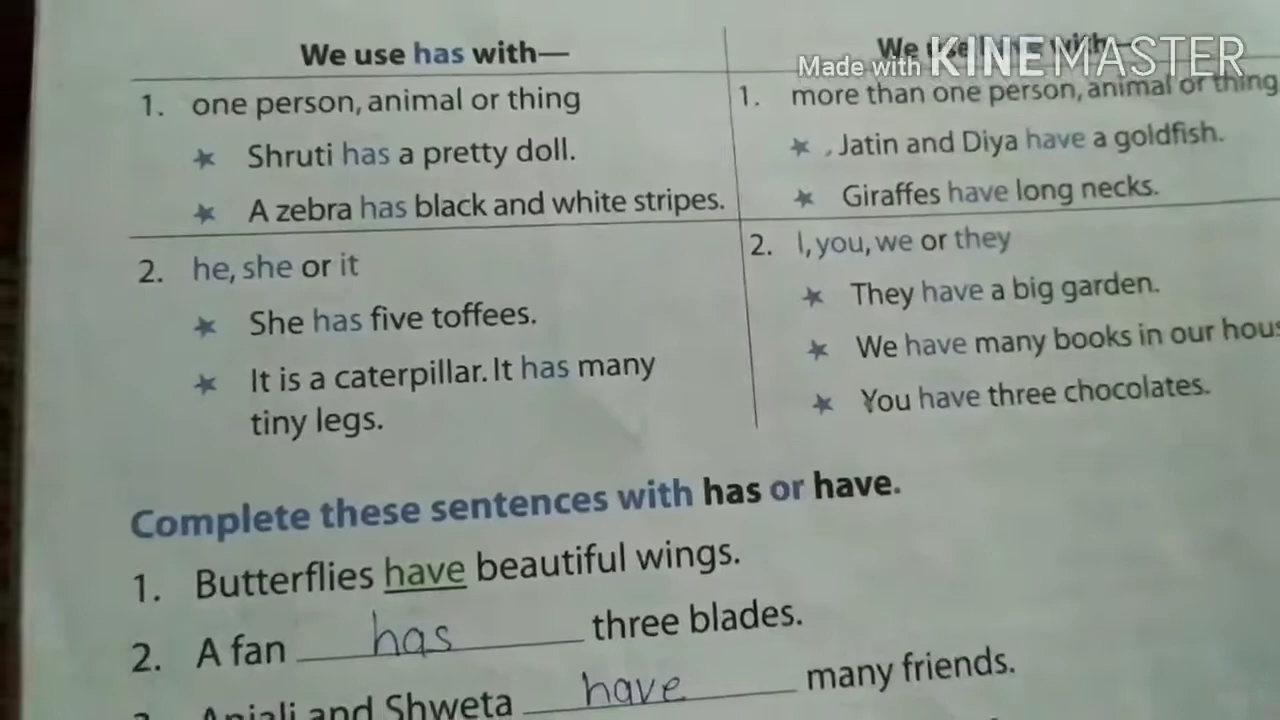 We use has with—
1. one person, animal or thing
★ Shruti has a pretty doll.
★ A zebra has black and white stripes.
2. he, she or it
★ She has five toffees.
★ It is a caterpillar. It has many
tiny legs.
We use with—
Made with KINEMASTER
1. more than one person, animal or thing
★ Jatin and Diya have a goldfish.
★ Giraffes have long necks.
2. I, you, we or they
★ They have a big garden.
★ We have many books in our hous
★ You have three chocolates.
Complete these sentences with has or have.
1. Butterflies have beautiful wings.
2. A fan has three blades.
3. Anjali and Shweta have many friends.